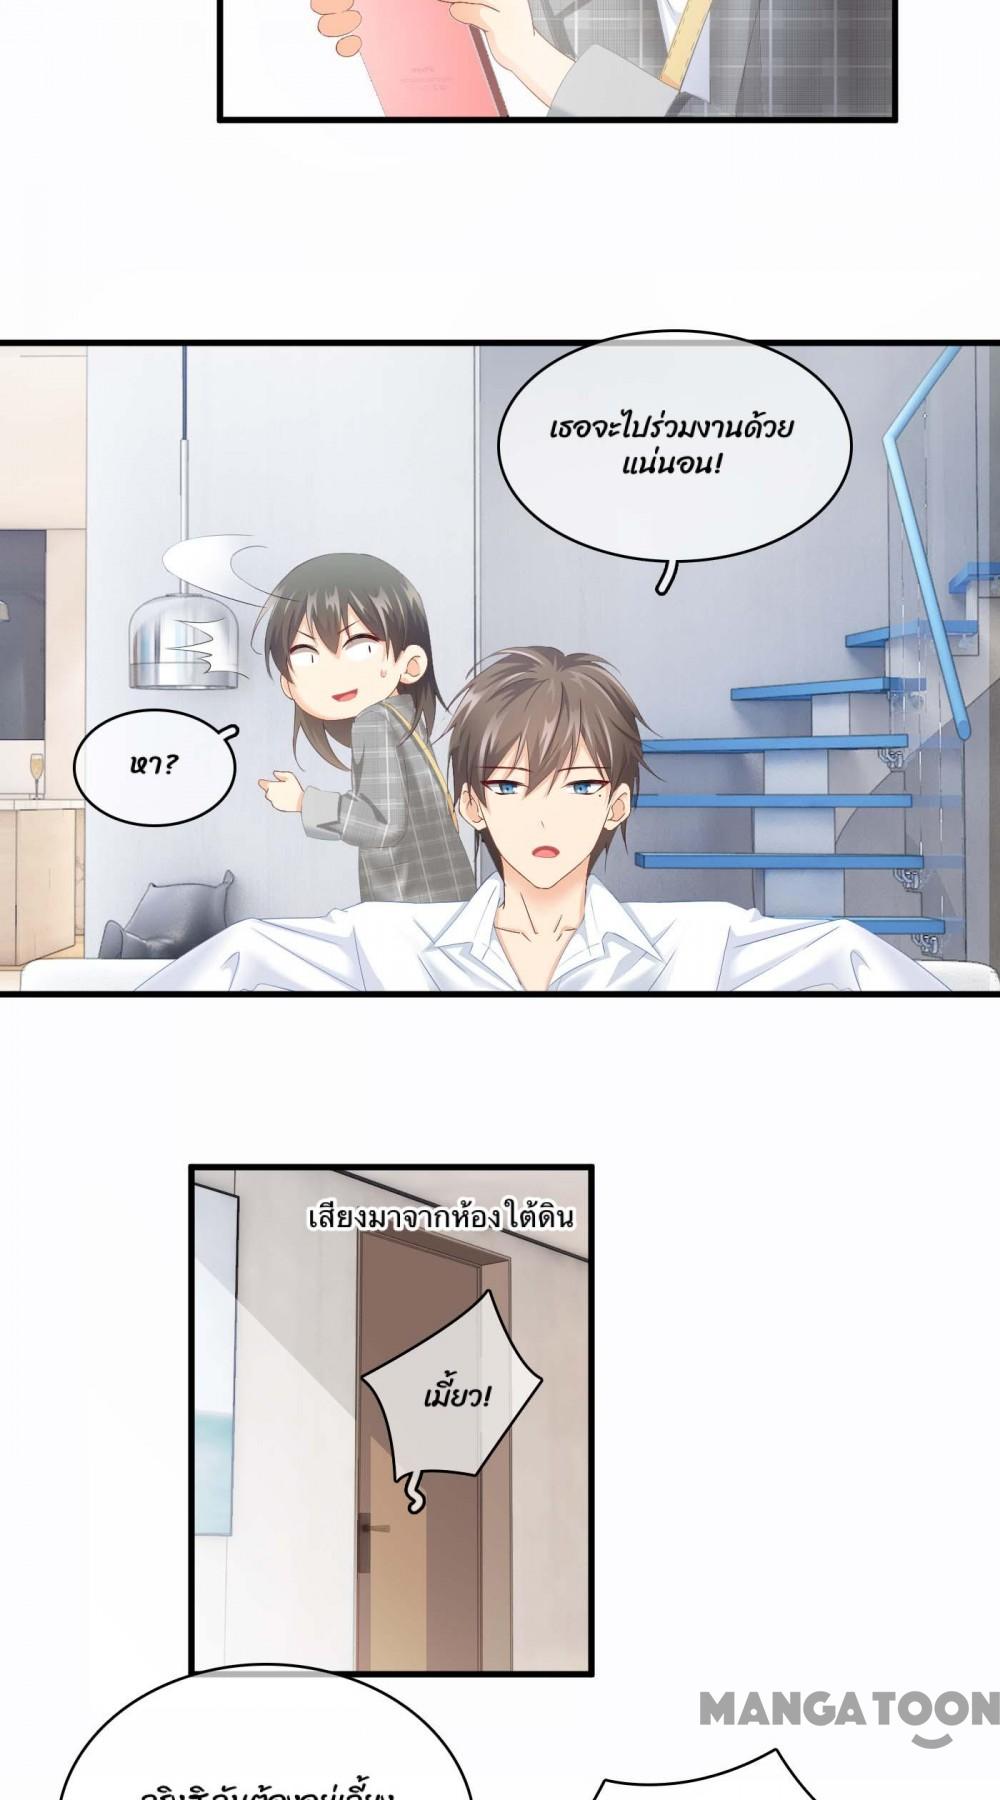 เธอจะไปร่วมงานด้วย
แน่นอน!
หา?
เสียงมาจากห้องใต้ดิน
เมี้ยว!
MANGATOON